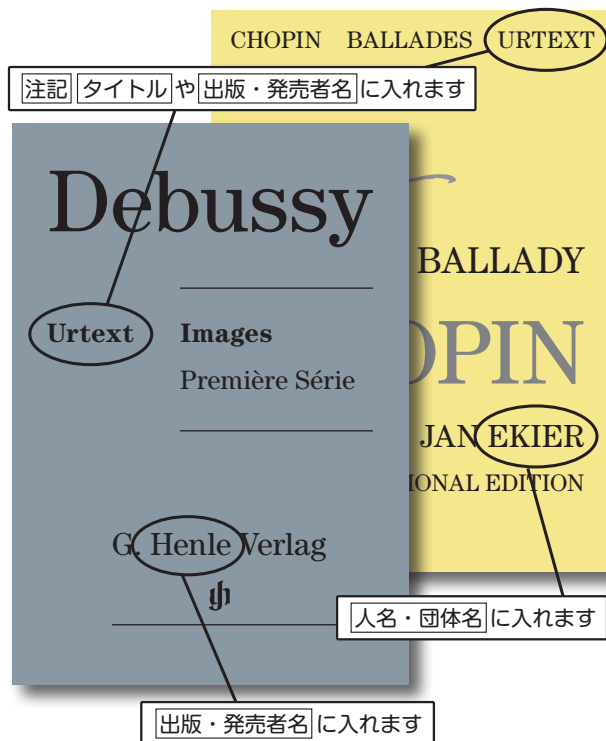 CHOPIN BALLADES URTEXT
注記 タイトル や 出版・発売者名 に入れます
Debussy
BALLADY
Urtext Images
OPIN
Première Série
JAN EKIER
IONAL EDITION
G. Henle Verlag
人名・団体名 に入れます
出版・発売者名 に入れます